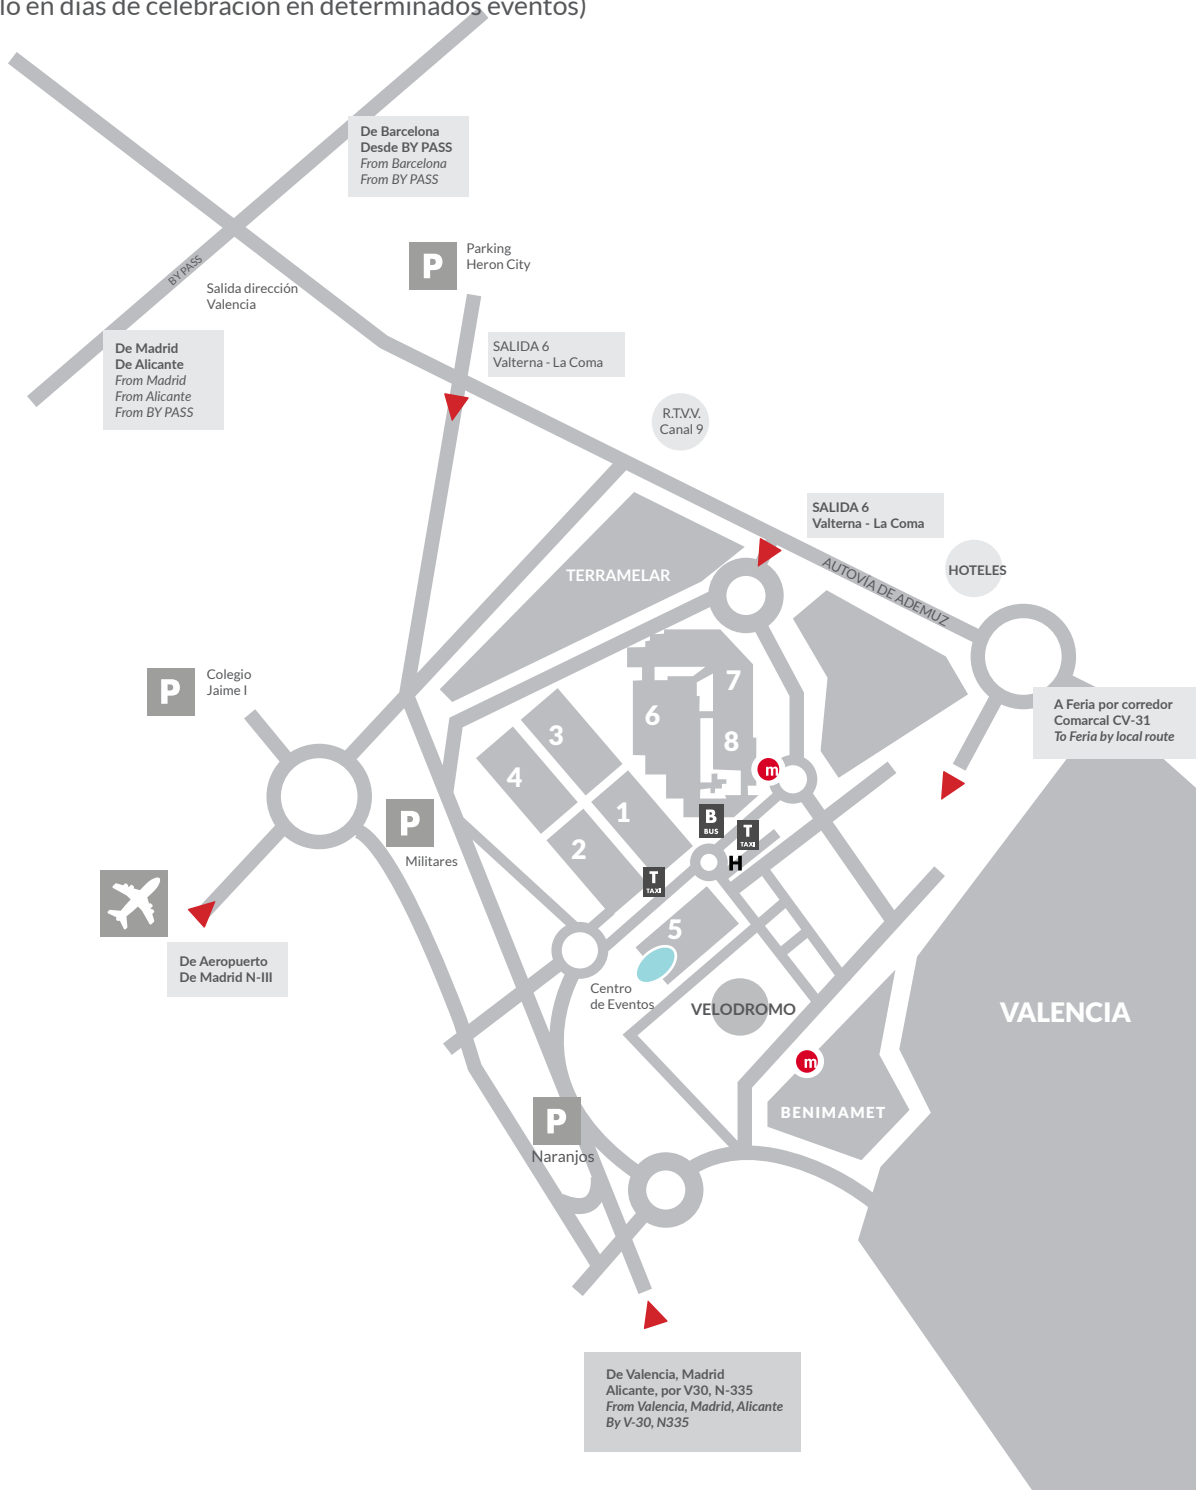 lo en días de celebración en determinados eventos)
De Barcelona
Desde BY PASS
From Barcelona
From BY PASS
P
Parking
Heron City
BY PASS
Salida dirección
Valencia
De Madrid
De Alicante
From Madrid
From Alicante
From BY PASS
SALIDA 6
Valterna - La Coma
R.T.V.V.
Canal 9
SALIDA 6
Valterna - La Coma
TERRAMELAR
AUTOVÍA DE ADEMUZ
HOTELES
P
Colegio
Jaime I
A Feria por corredor
Comarcal CV-31
To Feria by local route
7
6
8
3
4
1
2
m
P
Militares
B
BUS
T
TAXI
H
T
TAXI
5
De Aeropuerto
De Madrid N-III
Centro
de Eventos
VELODROMO
VALENCIA
m
BENIMAMET
P
Naranjos
De Valencia, Madrid
Alicante, por V30, N-335
From Valencia, Madrid, Alicante
By V-30, N335